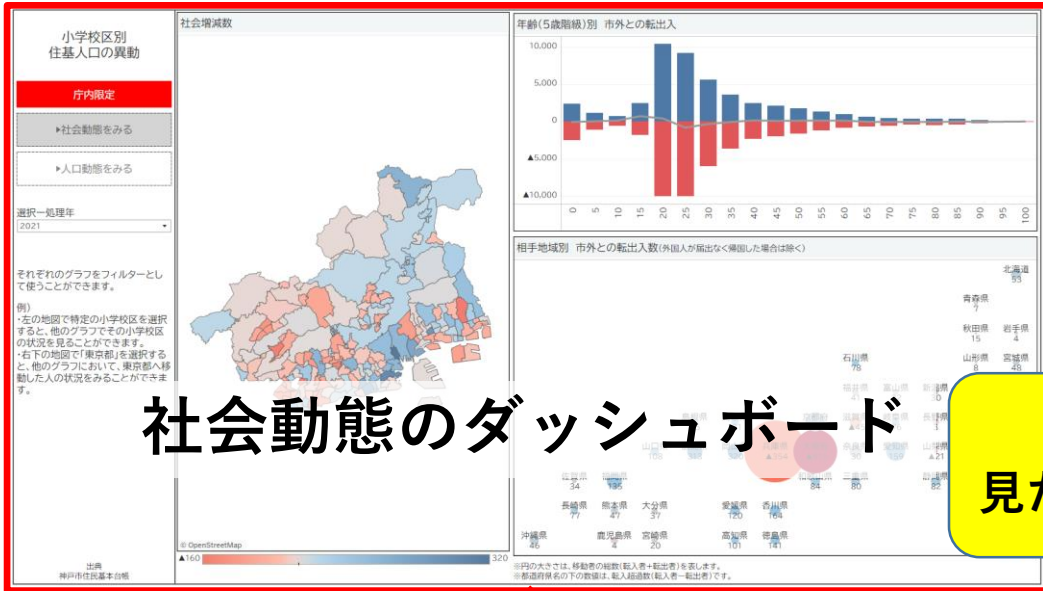 小学校区別
住基人口の異動
庁内限定
▶社会動態をみる
▶人口動態をみる
選択ー処理年
2021
それぞれのグラフをフィルターとし
て使うことができます。
例)
・左の地図で特定の小学校区を選択
すると、他のグラフでその小学校区
の状況を見ることができます。
・右下の地図で「東京都」を選択する
と、他のグラフにおいて、東京都へ移
動した人の状況をみることができま
す。
出典
神戸市住民基本台帳
社会増減数
© OpenStreetMap
▲160 320
年齢(5歳階級)別 市外との転出入
10,000
5,000
0
▲5,000
▲10,000
0 5 10 15 20 25 30 35 40 45 50 55 60 65 70 75 80 85 90 95 100
相手地域別 市外との転出入数(外国人が届出なく帰国した場合は除く)
北海道
53
青森県
7
秋田県 岩手県
15 4
石川県 山形県 宮城県
78 8 48
社会動態のダッシュボード
▲21
佐賀県 福岡県 和歌山県 三重県
34 135 84 80 82
長崎県 熊本県 大分県 愛媛県 香川県
77 47 37 120 164
沖縄県 鹿児島県 宮崎県 高知県 徳島県
46 4 20 101 141
※円の大きさは、移動者の総数(転入者+転出者)を表します。
※都道府県名の下の数値は、転入超過数(転入者ー転出者)です。